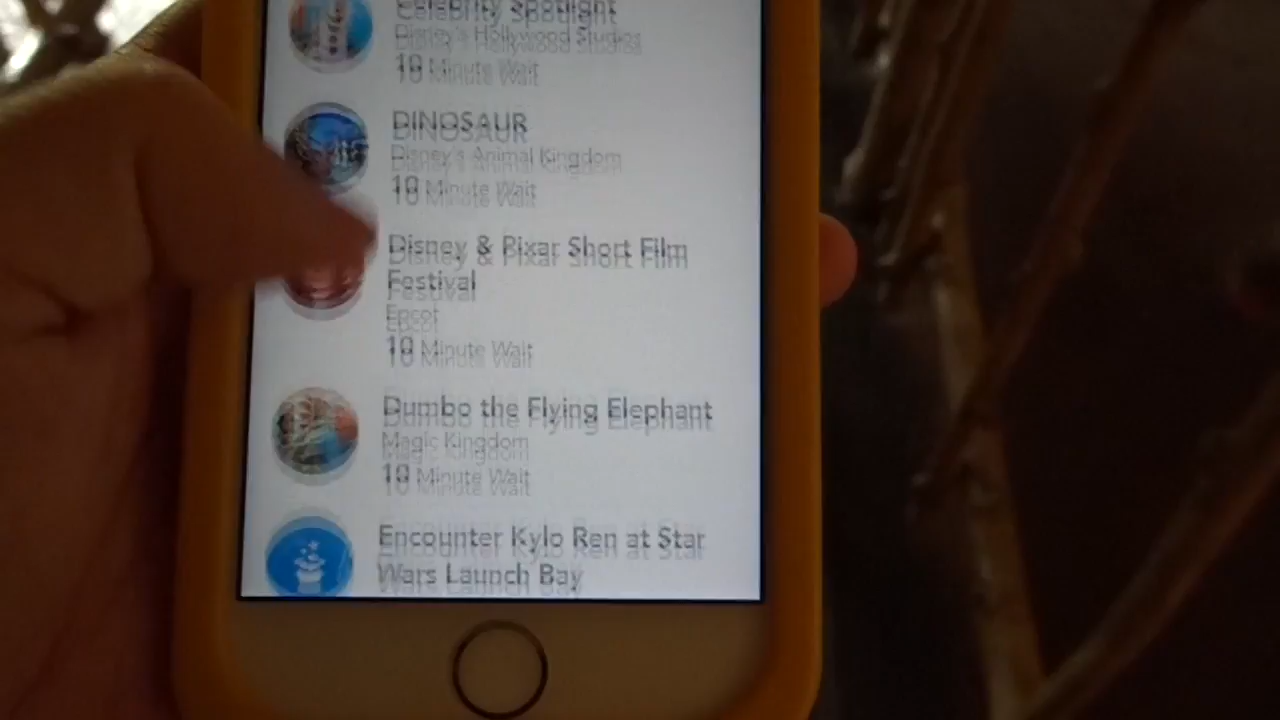 Celebrity Spotlight
Disney's Hollywood Studios
10 Minute Wait
DINOSAUR
Disney's Animal Kingdom
10 Minute Wait
Disney & Pixar Short Film
Festival
Epcot
10 Minute Wait
Dumbo the Flying Elephant
Magic Kingdom
10 Minute Wait
Encounter Kylo Ren at Star
Wars Launch Bay